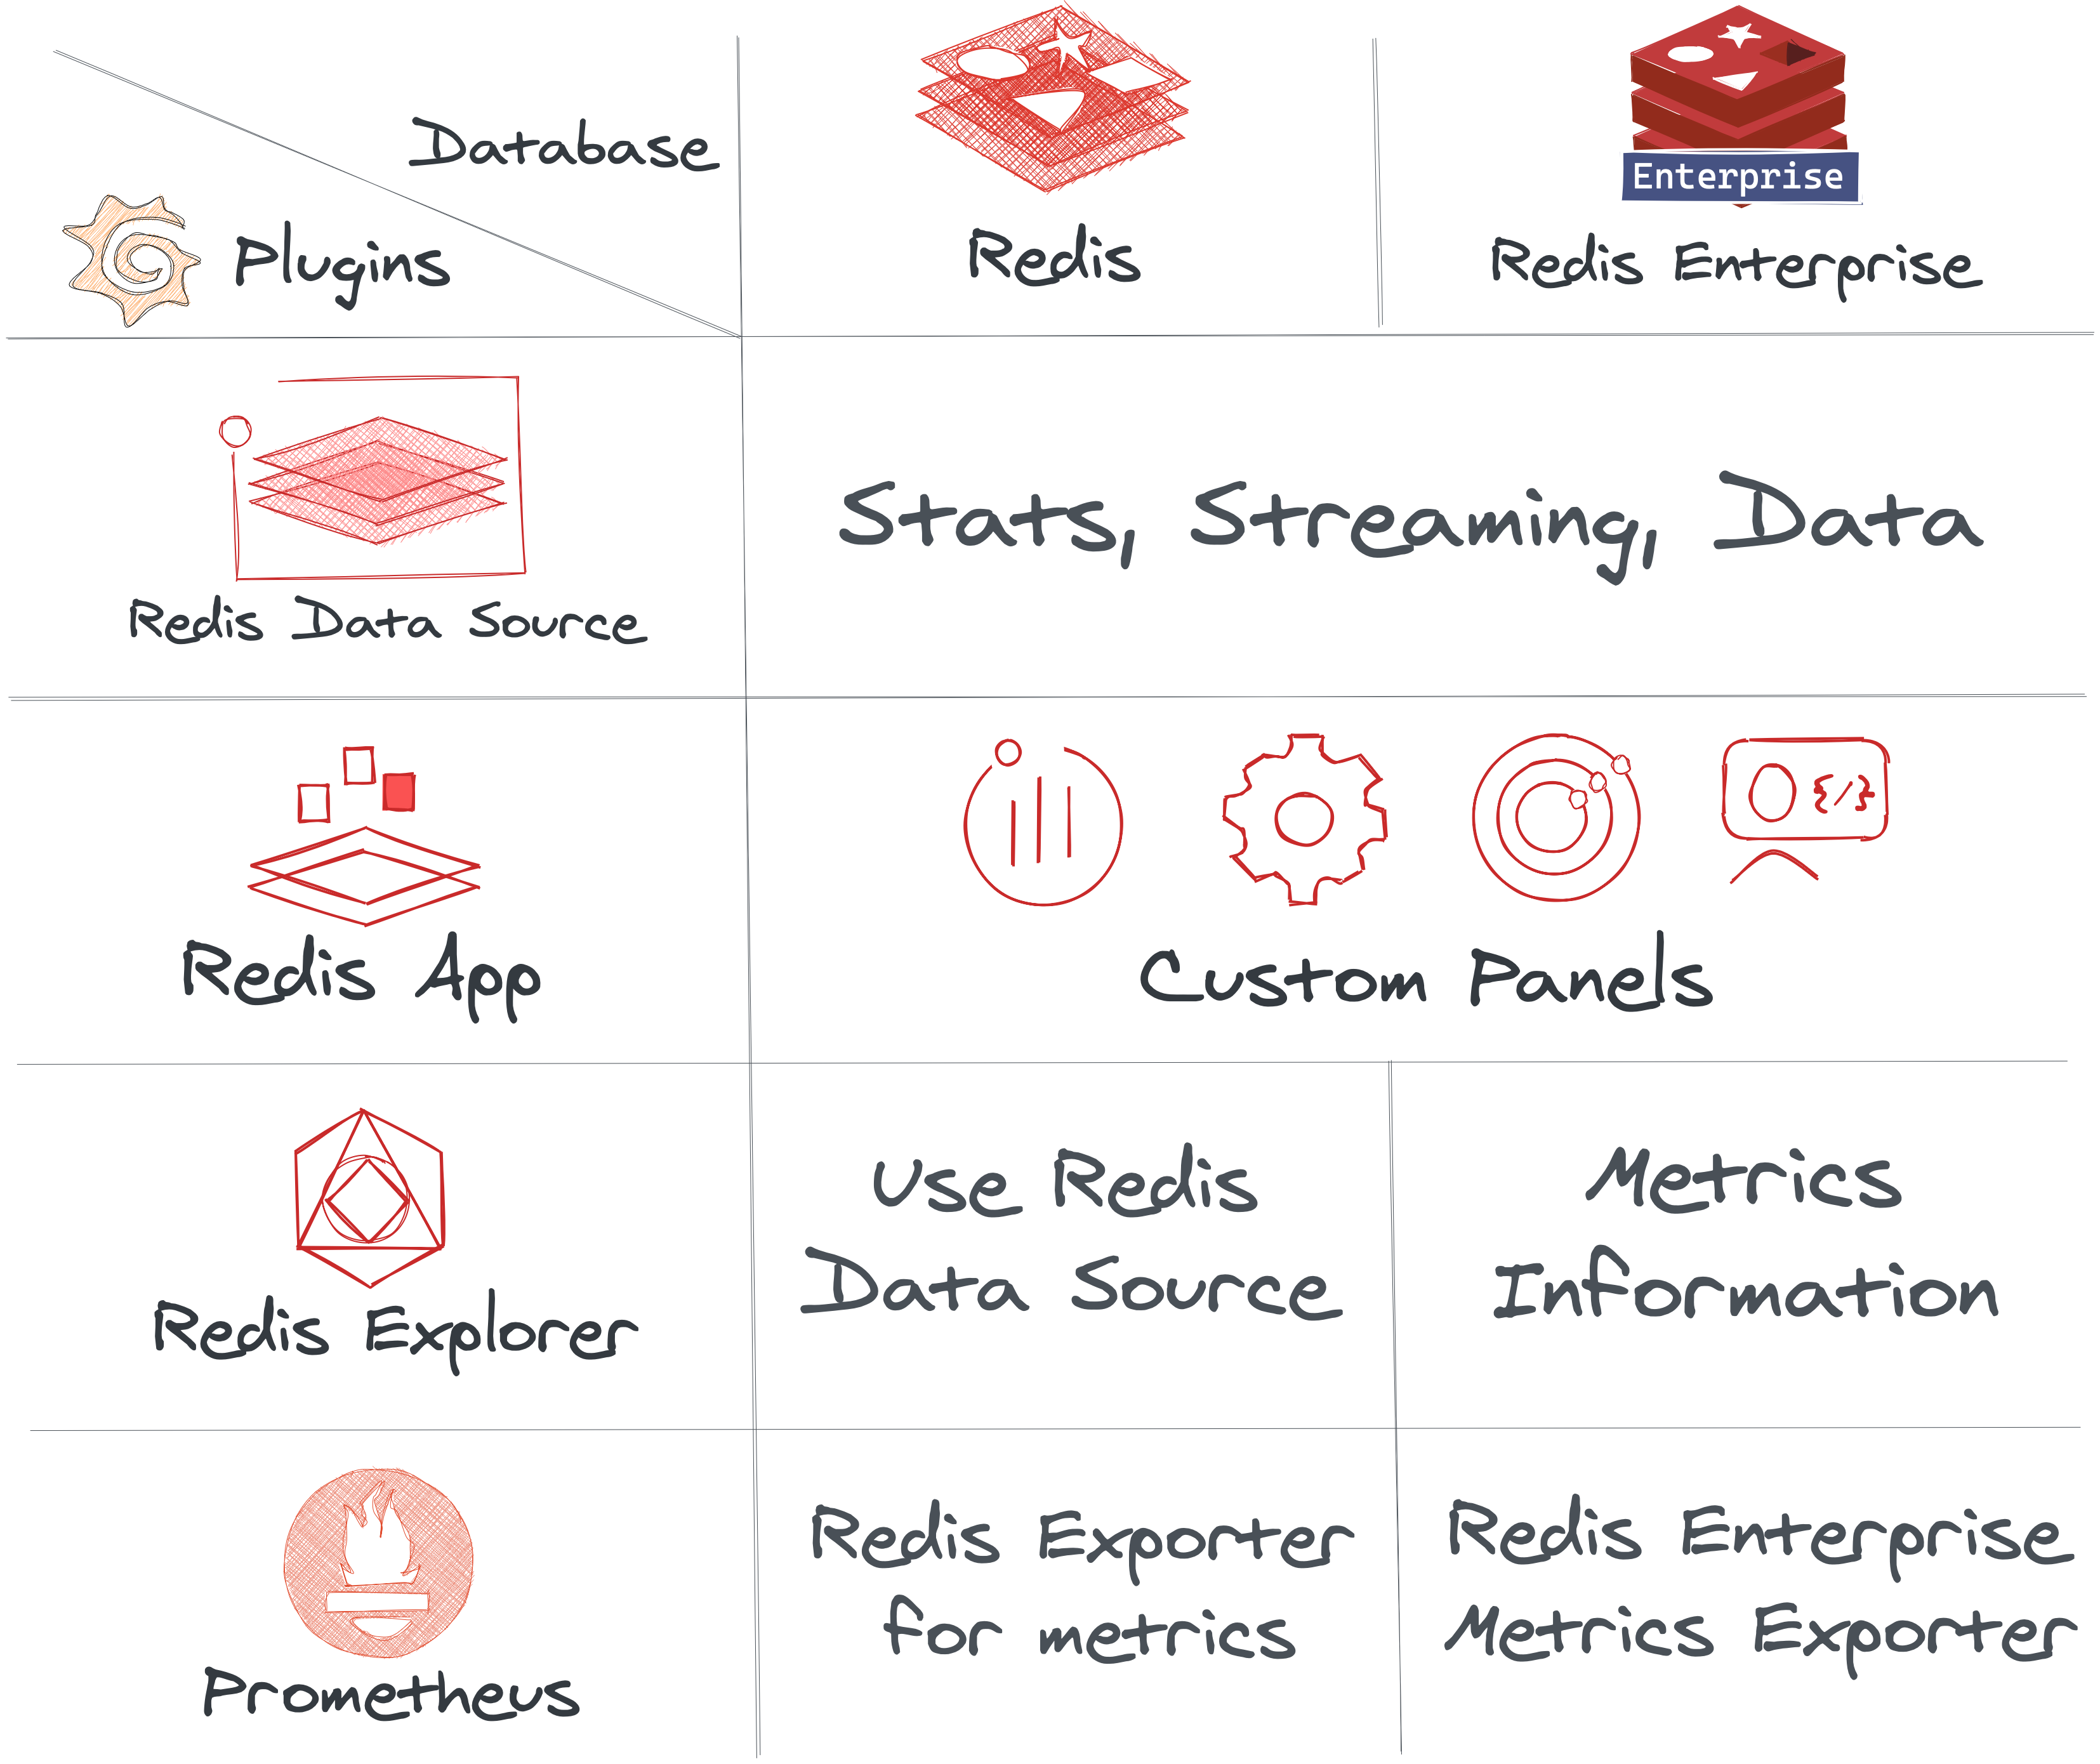 Database
Plugins
Redis
Enterprise
Redis Enterprise
Redis Data Source
Stats, Streaming, Data
Redis App
{/}
Custom Panels
Redis Explorer
Use Redis
Data Source
Metrics
Information
Prometheus
Redis Exporter
for metrics
Redis Enterprise
Metrics Exporter